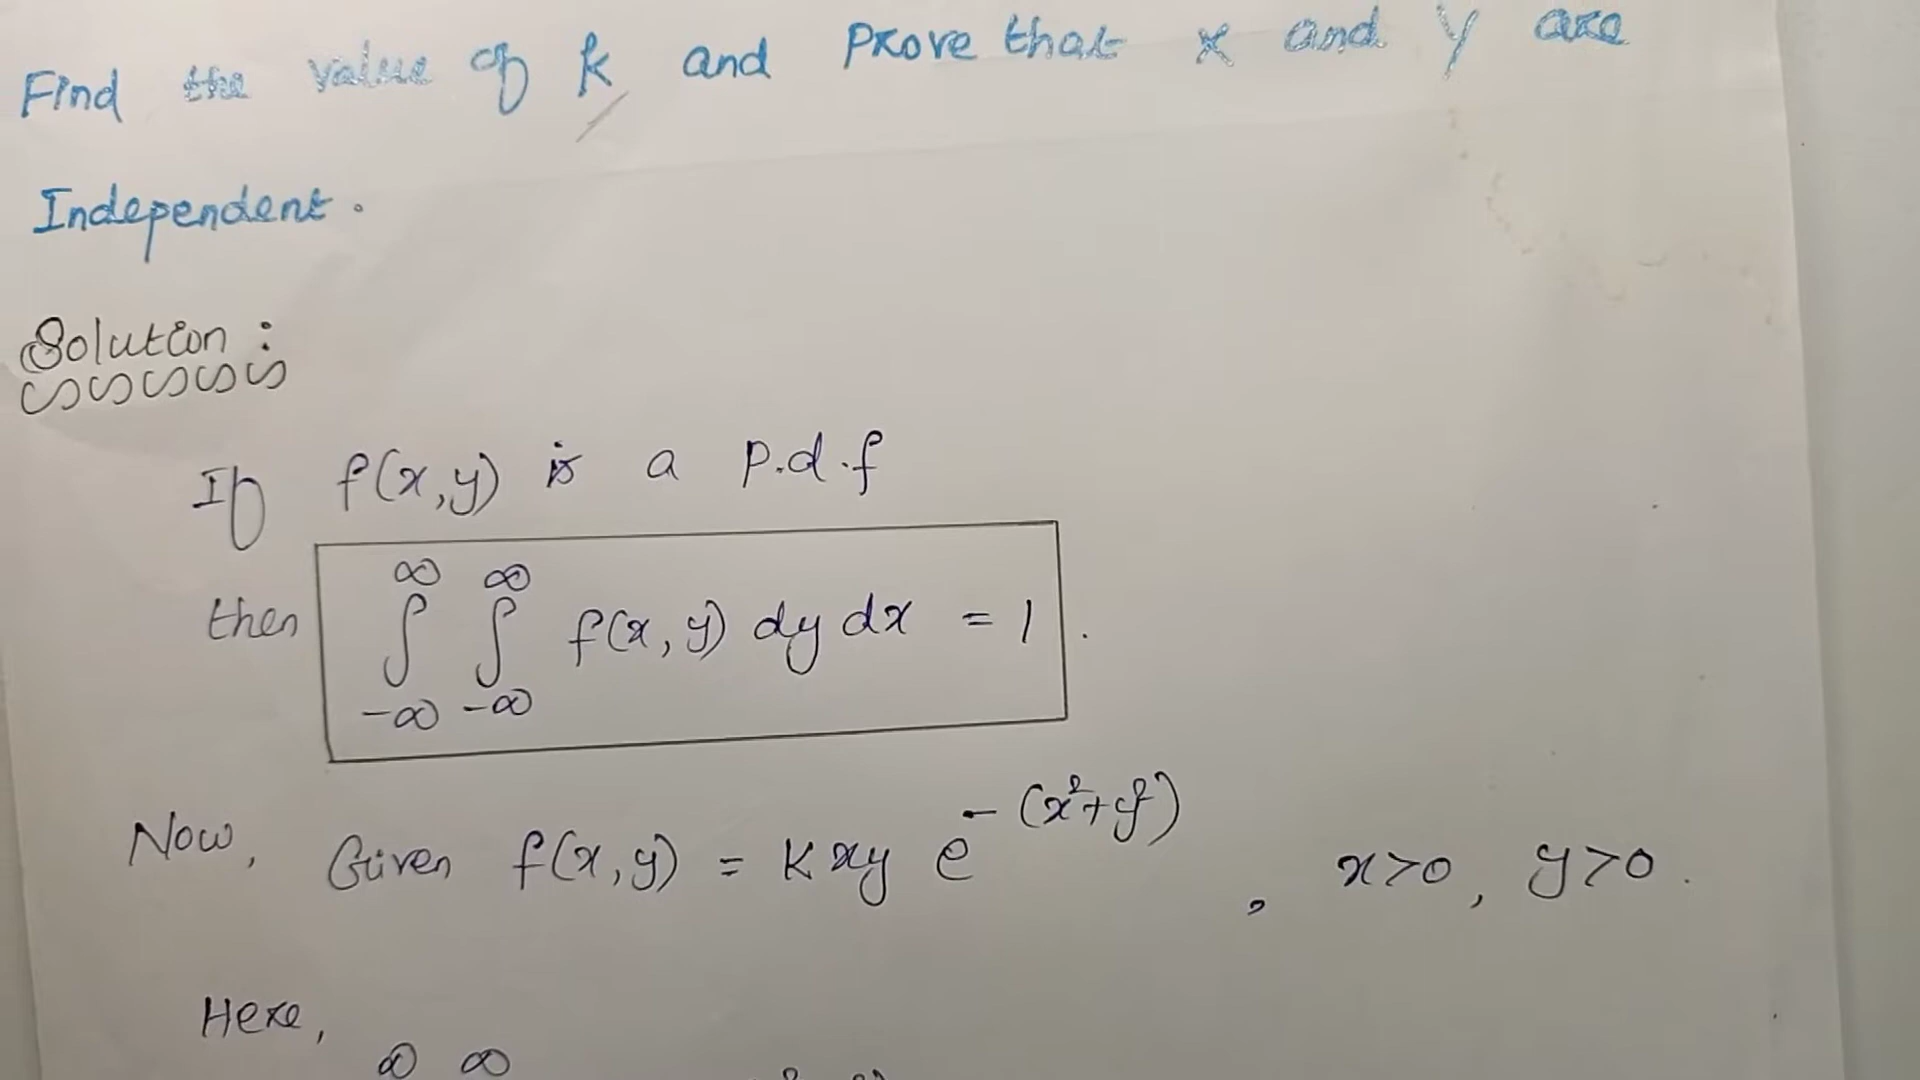 Find the value of k and Prove that x and y are
Independent.
Solution :
If f(x,y) is a P.d.f
then ∫_{-∞}^{∞} ∫_{-∞}^{∞} f(x,y) dy dx = 1 .
Now, Given f(x,y) = K xy e^{-(x²+y²)} , x>0, y>0.
Here,
∞ ∞